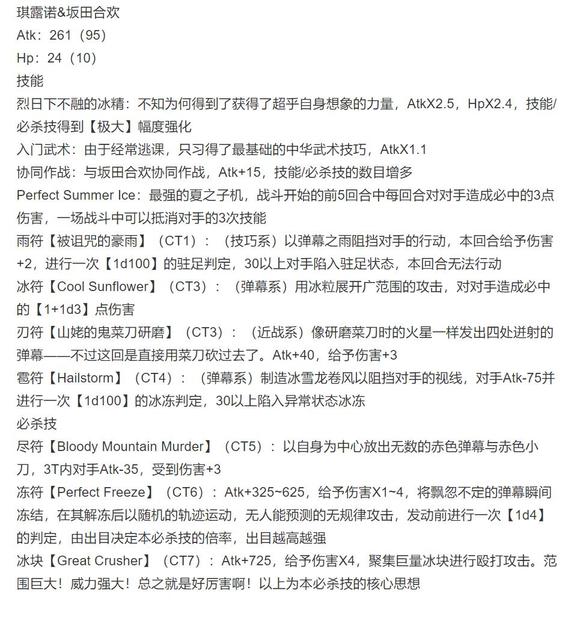 琪露诺&坂田合欢
Atk：261（95）
Hp：24（10）
技能
烈日下不融的冰精：不知为何得到了获得了超乎自身想象的力量，AtkX2.5，HpX2.4，技能/
必杀技得到【极大】幅度强化
入门武术：由于经常逃课，只习得了最基础的中华武术技巧，AtkX1.1
协同作战：与坂田合欢协同作战，Atk+15，技能/必杀技的数目增多
Perfect Summer Ice：最强的夏之子机，战斗开始的前5回合中每回合对对手造成必中的3点
伤害，一场战斗中可以抵消对手的3次技能
雨符【被诅咒的豪雨】（CT1）：（技巧系）以弹幕之雨阻挡对手的行动，本回合给予伤害
+2，进行一次【1d100】的驻足判定，30以上对手陷入驻足状态，本回合无法行动
冰符【Cool Sunflower】（CT3）：（弹幕系）用冰粒展开广范围的攻击，对对手造成必中
的【1+1d3】点伤害
刃符【山姥的鬼菜刀研磨】（CT3）：（近战系）像研磨菜刀时的火星一样发出四处迸射的
弹幕——不过这回是直接用菜刀砍过去了。Atk+40，给予伤害+3
雹符【Hailstorm】（CT4）：（弹幕系）制造冰雪龙卷风以阻挡对手的视线，对手Atk-75并
进行一次【1d100】的冰冻判定，30以上陷入异常状态冰冻
必杀技
尽符【Bloody Mountain Murder】（CT5）：以自身为中心放出无数的赤色弹幕与赤色小
刀，3T内对手Atk-35，受到伤害+3
冻符【Perfect Freeze】（CT6）：Atk+325~625，给予伤害X1~4，将飘忽不定的弹幕瞬间
冻结，在其解冻后以随机的轨迹运动，无人能预测的无规律攻击，发动前进行一次【1d4】
的判定，由出目决定本必杀技的倍率，出目越高越强
冰块【Great Crusher】（CT7）：Atk+725，给予伤害X4，聚集巨量冰块进行殴打攻击。范
围巨大！威力强大！总之就是好厉害啊！以上为本必杀技的核心思想